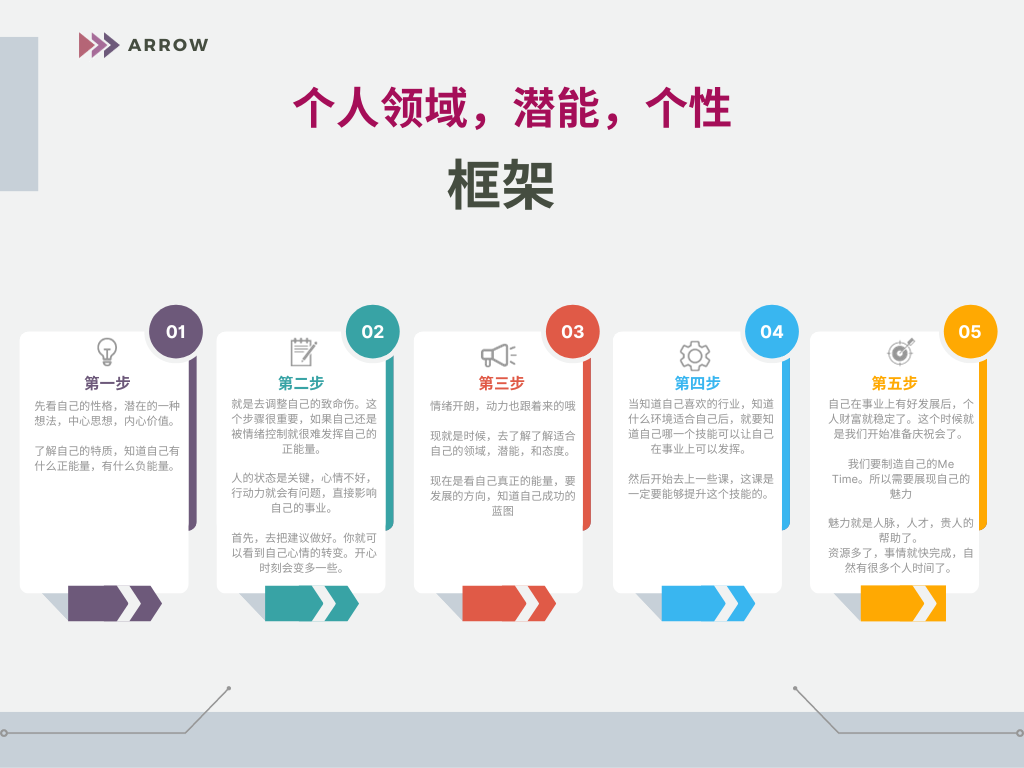 ARROW
个人领域，潜能，个性
框架
01
第一步
先看自己的性格，潜在的一种
想法，中心思想，内心价值。
了解自己的特质，知道自己有
什么正能量，有什么负能量。
02
第二步
就是去调整自己的致命伤。这
个步骤很重要，如果自己还是
被情绪控制就很难发挥自己的
正能量。
人的状态是关键，心情不好，
行动力就会有问题，直接影响
自己的事业。
首先，去把建议做好。你就可
以看到自己心情的转变。开心
时刻会变多一些。
03
第三步
情绪开朗，动力也跟着来的哦
现就是时候，去了解了解适合
自己的领域，潜能，和态度。
现在是看自己真正的能量，要
发展的方向，知道自己成功的
蓝图
04
第四步
当知道自己喜欢的行业，知道
什么环境适合自己后，就要知
道自己哪一个技能可以让自己
在事业上可以发挥。
然后开始去上一些课，这课是
一定要能够提升这个技能的。
05
第五步
自己在事业上有好发展后，个
人财富就稳定了。这个时候就
是我们开始准备庆祝会了。
我们要制造自己的Me
Time。所以需要展现自己的
魅力
魅力就是人脉，人才，贵人的
帮助了。
资源多了，事情就快完成，自
然有很多个人时间了。